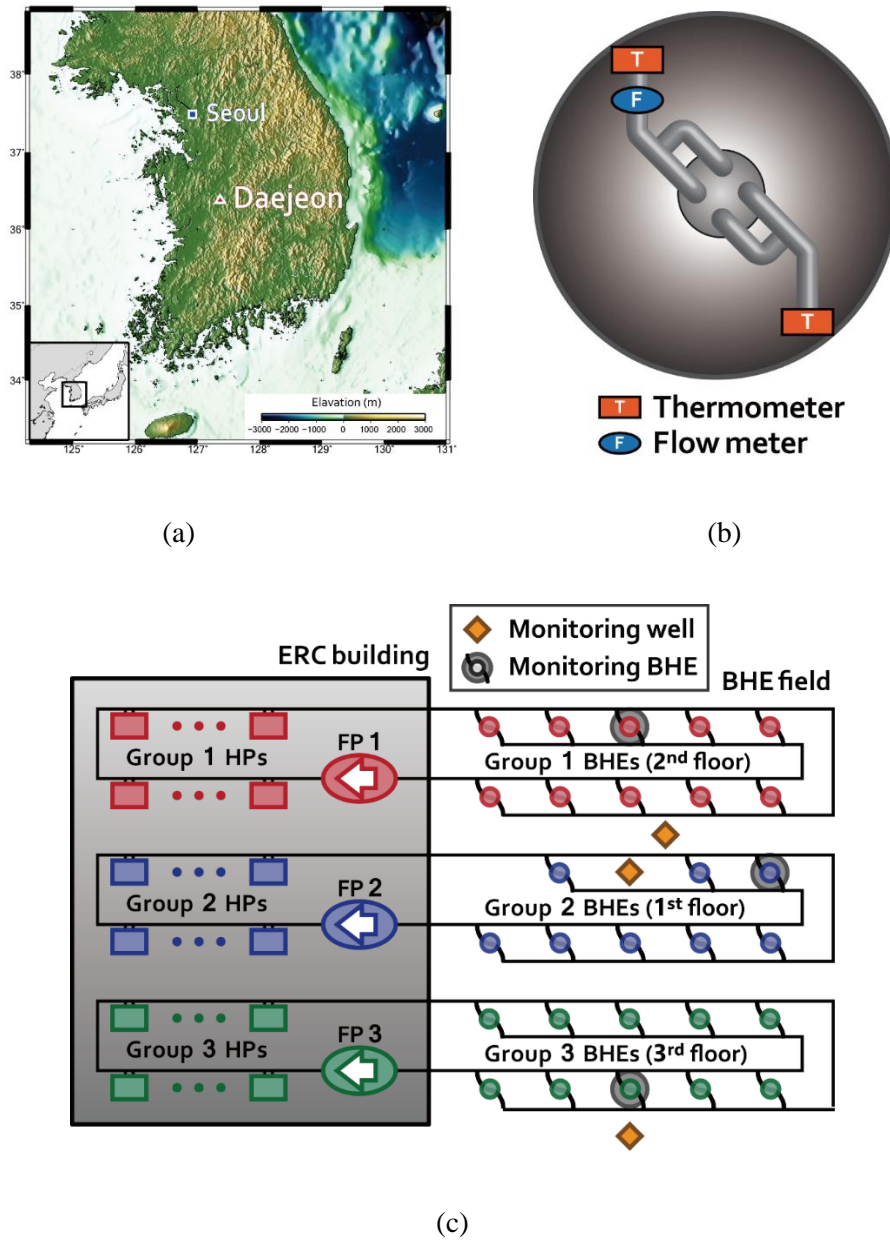 38°
37°
36°
35°
34°
Seoul
Daejeon
Elavation (m)
−3000 −2000 −1000 0 1000 2000 3000
125° 126° 127° 128° 129° 130° 131°
T
F
T
T Thermometer
F Flow meter
(a)
(b)
Monitoring well
Monitoring BHE
ERC building
BHE field
Group 1 HPs
FP 1
Group 1 BHEs (2nd floor)
Group 2 HPs
FP 2
Group 2 BHEs (1st floor)
Group 3 HPs
FP 3
Group 3 BHEs (3rd floor)
(c)